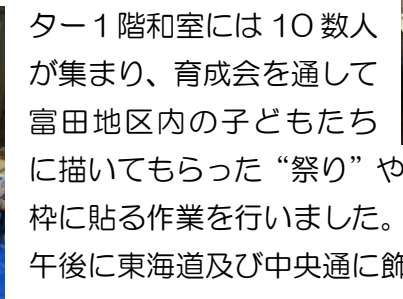 ター１階和室には 10 数人
が集まり、育成会を通して
富田地区内の子どもたち
に描いてもらった“祭り”や
枠に貼る作業を行いました。
午後に東海道及び中央通に飾